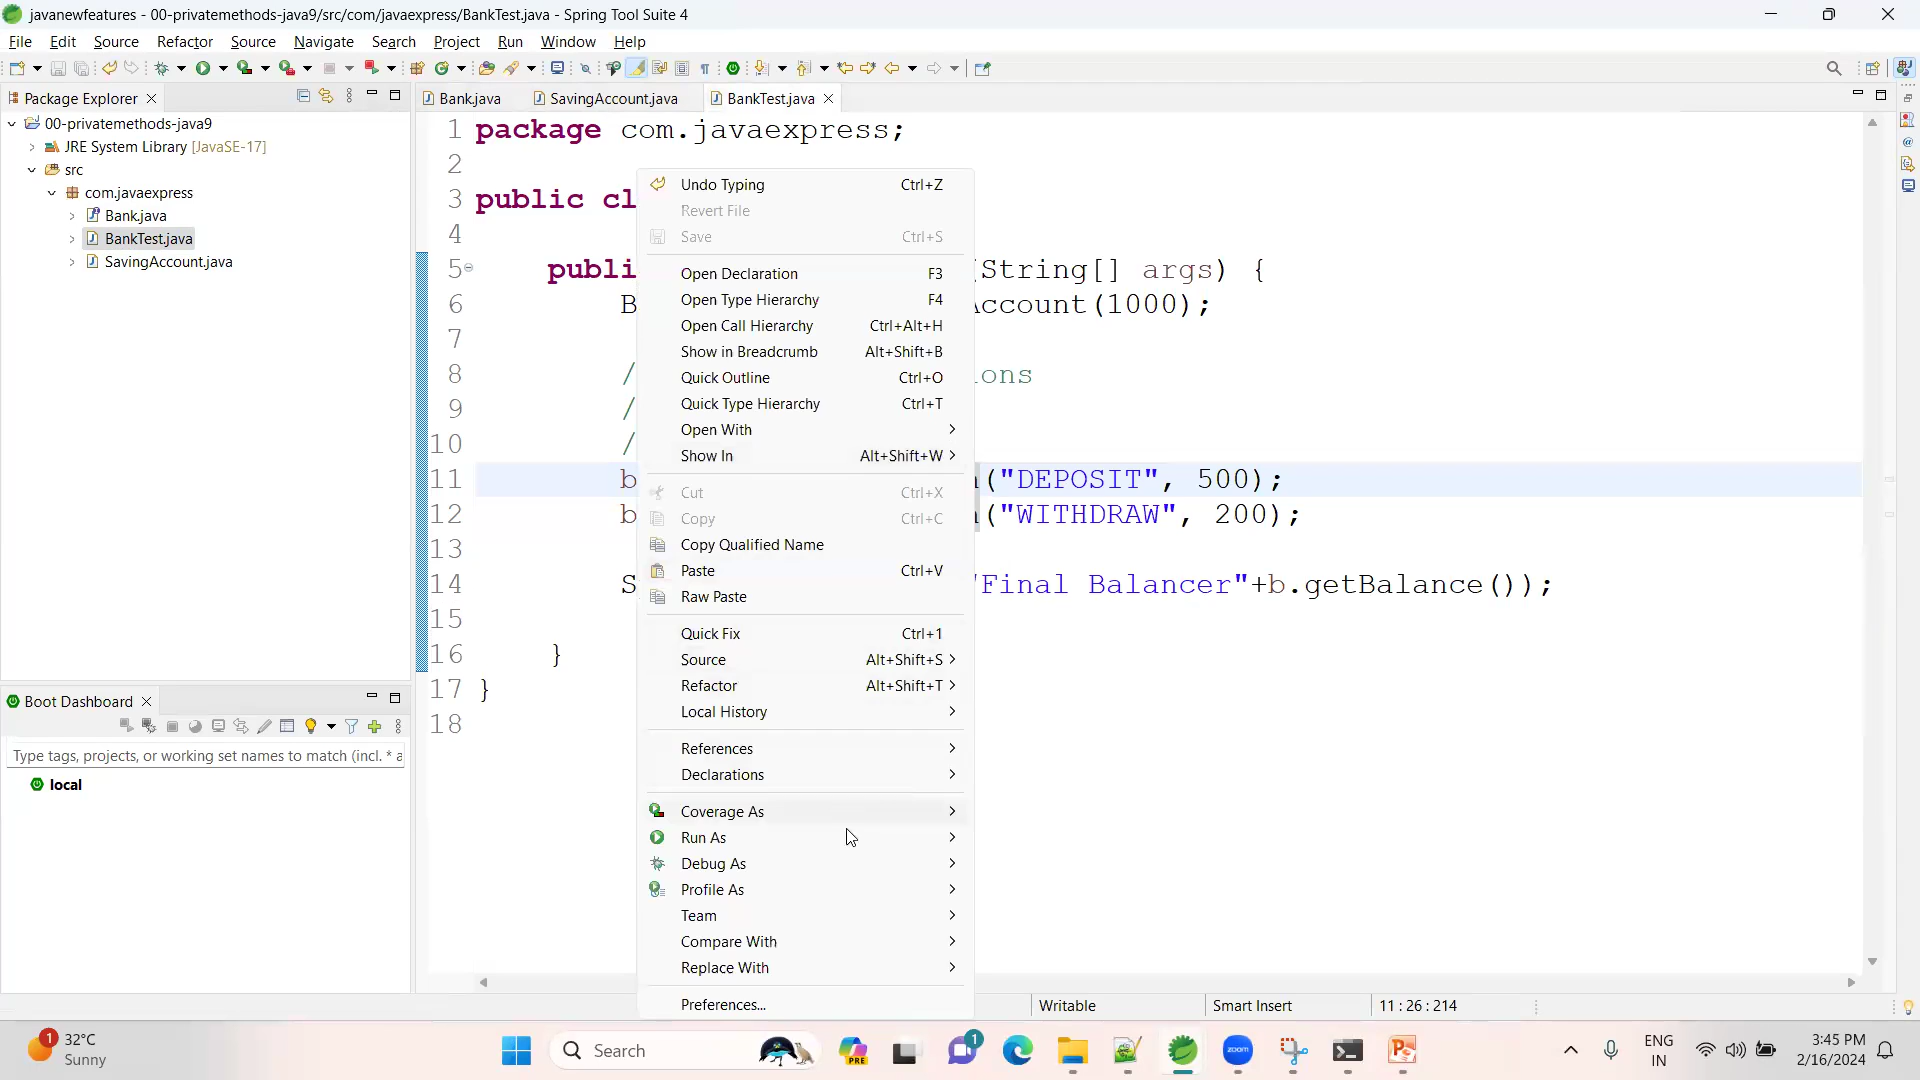 javanewfeatures - 00-privatemethods-java9/src/com/javaexpress/BankTest.java - Spring Tool Suite 4
File Edit Source Refactor Source Navigate Search Project Run Window Help
Package Explorer
00-privatemethods-java9
JRE System Library [JavaSE-17]
src
com.javaexpress
Bank.java
BankTest.java
SavingAccount.java
Boot Dashboard
Type tags, projects, or working set names to match (incl. * a
local
Bank.java SavingAccount.java BankTest.java
1 package com.javaexpress;
2
3 public cl
4
5 publi (String[] args) {
6 B Account(1000);
7
8 / ions
9 /
10 /
11 b ("DEPOSIT", 500);
12 b ("WITHDRAW", 200);
13
14 S "Final Balancer"+b.getBalance());
15
16 }
17 }
18
Undo Typing Ctrl+Z
Revert File
Save Ctrl+S
Open Declaration F3
Open Type Hierarchy F4
Open Call Hierarchy Ctrl+Alt+H
Show in Breadcrumb Alt+Shift+B
Quick Outline Ctrl+O
Quick Type Hierarchy Ctrl+T
Open With
Show In Alt+Shift+W
Cut Ctrl+X
Copy Ctrl+C
Copy Qualified Name
Paste Ctrl+V
Raw Paste
Quick Fix Ctrl+1
Source Alt+Shift+S
Refactor Alt+Shift+T
Local History
References
Declarations
Coverage As
Run As
Debug As
Profile As
Team
Compare With
Replace With
Preferences...
Writable Smart Insert 11 : 26 : 214
1 32°C
Sunny
Search
PRE
1
zoom
ENG
IN
3:45 PM
2/16/2024